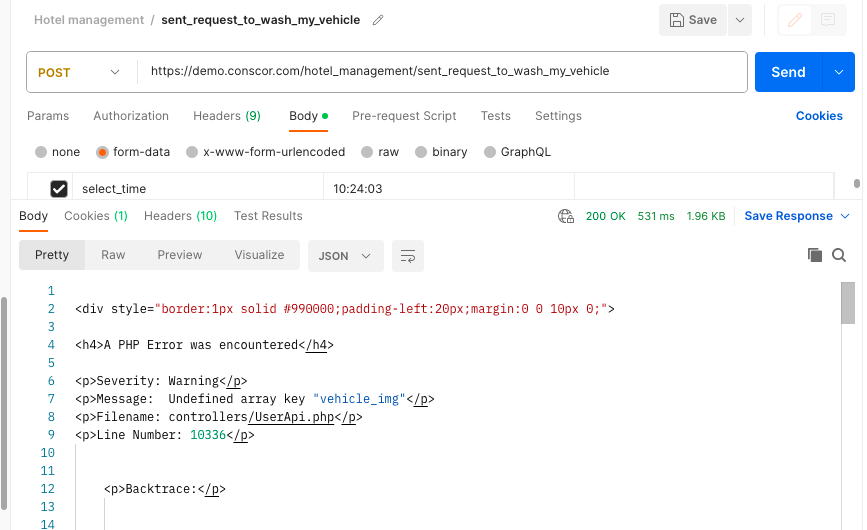 Hotel management / sent_request_to_wash_my_vehicle
Save
POST
https://demo.conscor.com/hotel_management/sent_request_to_wash_my_vehicle
Send
Params Authorization Headers (9) Body Pre-request Script Tests Settings Cookies
none form-data x-www-form-urlencoded raw binary GraphQL
select_time 10:24:03
Body Cookies (1) Headers (10) Test Results 200 OK 531 ms 1.96 KB Save Response
Pretty Raw Preview Visualize JSON
1
2 <div style="border:1px solid #990000;padding-left:20px;margin:0 0 10px 0;">
3
4 <h4>A PHP Error was encountered</h4>
5
6 <p>Severity: Warning</p>
7 <p>Message:  Undefined array key "vehicle_img"</p>
8 <p>Filename: controllers/UserApi.php</p>
9 <p>Line Number: 10336</p>
10
11
12 <p>Backtrace:</p>
13
14